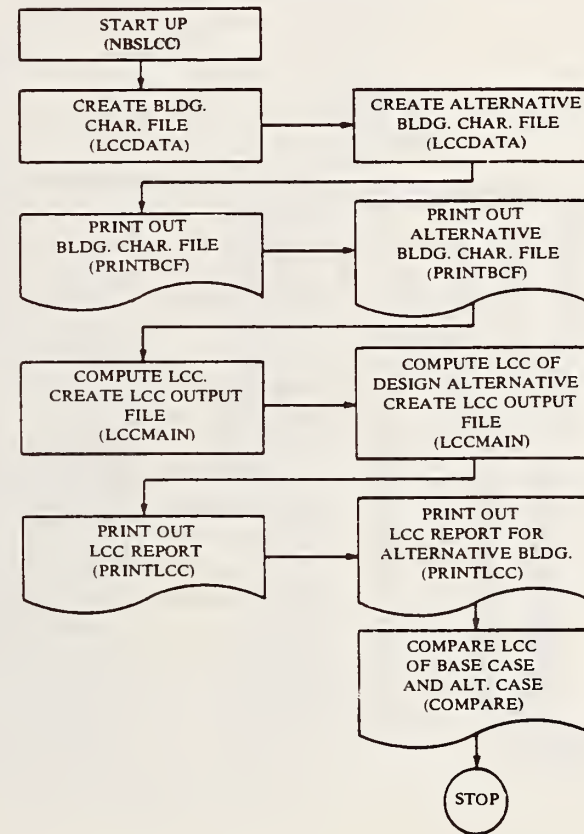 START UP
(NBSLCC)
CREATE BLDG.
CHAR. FILE
(LCCDATA)
CREATE ALTERNATIVE
BLDG. CHAR. FILE
(LCCDATA)
PRINT OUT
BLDG. CHAR. FILE
(PRINTBCF)
PRINT OUT
ALTERNATIVE
BLDG. CHAR. FILE
(PRINTBCF)
COMPUTE LCC.
CREATE LCC OUTPUT
FILE
(LCCMAIN)
COMPUTE LCC OF
DESIGN ALTERNATIVE
CREATE LCC OUTPUT
FILE
(LCCMAIN)
PRINT OUT
LCC REPORT
(PRINTLCC)
PRINT OUT
LCC REPORT FOR
ALTERNATIVE BLDG.
(PRINTLCC)
COMPARE LCC
OF BASE CASE
AND ALT. CASE
(COMPARE)
STOP